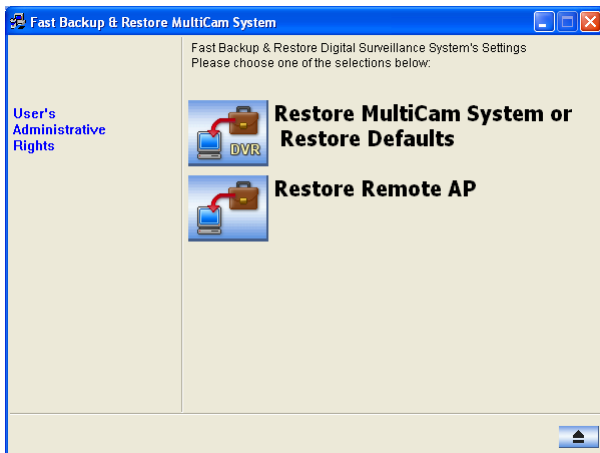 Fast Backup & Restore MultiCam System
Fast Backup & Restore Digital Surveillance System's Settings
Please choose one of the selections below:
User's
Administrative
Rights
DVR
Restore MultiCam System or
Restore Defaults
Restore Remote AP